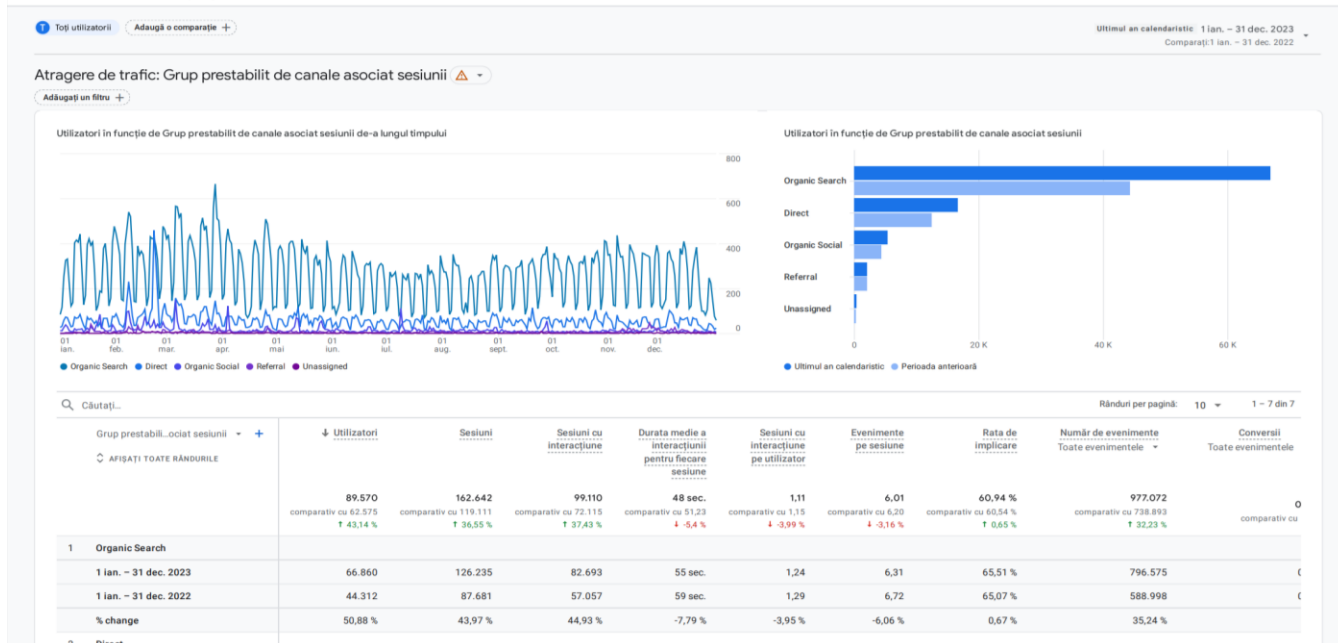 T Toți utilizatorii Adaugă o comparație +
Ultimul an calendaristic 1 ian. – 31 dec. 2023
Comparați:1 ian. – 31 dec. 2022
Atragere de trafic: Grup prestabilit de canale asociat sesiunii
Adăugați un filtru +
Utilizatori în funcție de Grup prestabilit de canale asociat sesiunii de-a lungul timpului
800
600
400
200
0
01 01 01 01 01 01 01 01 01 01 01 01
ian. feb. mar. apr. mai iun. iul. aug. sept. oct. nov. dec.
Organic Search Direct Organic Social Referral Unassigned
Utilizatori în funcție de Grup prestabilit de canale asociat sesiunii
Organic Search
Direct
Organic Social
Referral
Unassigned
0 20 K 40 K 60 K
Ultimul an calendaristic Perioada anterioară
Căutați...
Rânduri per pagină: 10 1 – 7 din 7
Grup prestabili...ociat sesiunii +
AFIȘAȚI TOATE RÂNDURILE
↓ Utilizatori
Sesiuni
Sesiuni cu
interacțiune
Durata medie a
interacțiunii
pentru fiecare
sesiune
Sesiuni cu
interacțiune
pe utilizator
Evenimente
pe sesiune
Rata de
implicare
Număr de evenimente
Toate evenimentele
Conversii
Toate evenimentele
89.570 162.642 99.110 48 sec. 1,11 6,01 60,94 % 977.072 0
comparativ cu 62.575 comparativ cu 119.111 comparativ cu 72.115 comparativ cu 51,23 comparativ cu 1,15 comparativ cu 6,20 comparativ cu 60,54 % comparativ cu 738.893 comparativ cu
↑ 43,14 % ↑ 36,55 % ↑ 37,43 % ↓ -5,4 % ↓ -3,99 % ↓ -3,16 % ↑ 0,65 % ↑ 32,23 %
1 Organic Search
1 ian. – 31 dec. 2023 66.860 126.235 82.693 55 sec. 1,24 6,31 65,51 % 796.575
1 ian. – 31 dec. 2022 44.312 87.681 57.057 59 sec. 1,29 6,72 65,07 % 588.998
% change 50,88 % 43,97 % 44,93 % -7,79 % -3,95 % -6,06 % 0,67 % 35,24 %